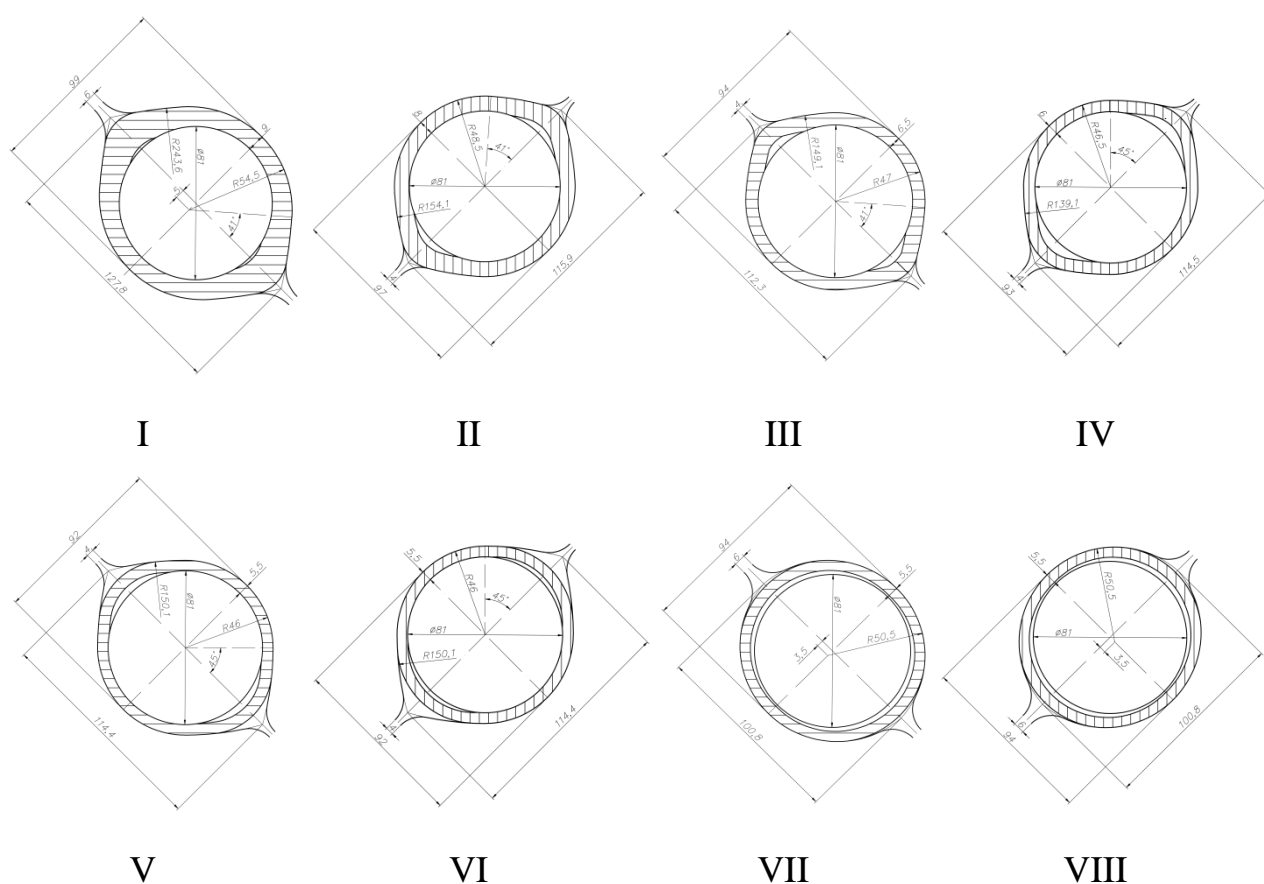 99
6
R243,6
ø81
9
R54,5
5
41°
127,8
8
R48,5
41°
ø81
R154,1
4
97
115,9
94
4
R149,1
ø81
6,5
R47
41°
112,3
6
R46,5
45°
ø81
R139,1
4
93
114,5
I II III IV
92
4
R150,1
ø81
5,5
R46
45°
114,4
5,5
R46
45°
ø81
R150,1
4
92
114,4
94
6
ø81
5,5
R50,5
3,5
100,8
5,5
R50,5
ø81
3,5
6
94
100,8
V VI VII VIII